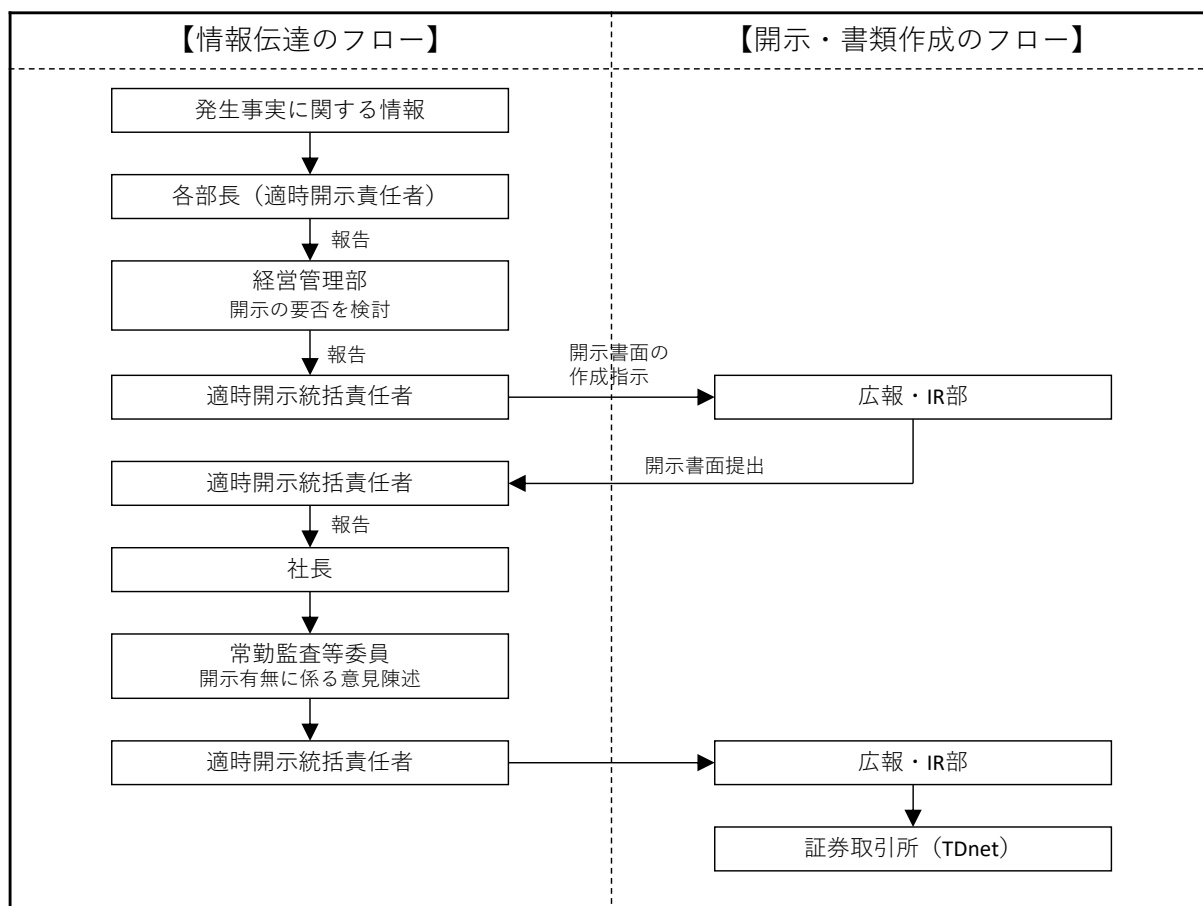 【情報伝達のフロー】
【開示・書類作成のフロー】
発生事実に関する情報
各部長（適時開示責任者）
報告
経営管理部
開示の要否を検討
報告
適時開示統括責任者
開示書面の
作成指示
広報・IR部
開示書面提出
適時開示統括責任者
報告
社長
常勤監査等委員
開示有無に係る意見陳述
適時開示統括責任者
広報・IR部
証券取引所（TDnet）